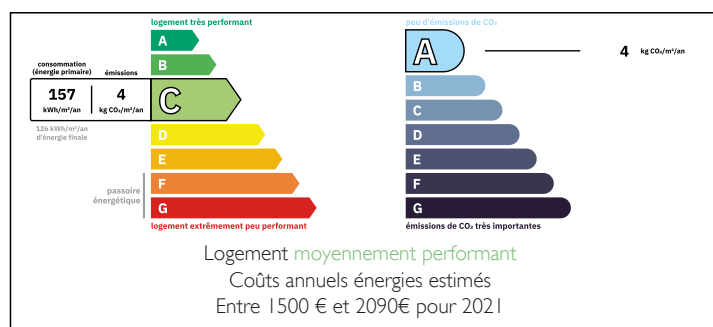 logement très performant
A
B
consommation
(énergie primaire)
émissions
157
kWh/m²/an
4
kg CO₂/m²/an
C
126 kWh/m²/an
d'énergie finale
D
E
F
G
passoire
énergétique
logement extrêmement peu performant
peu d'émissions de CO₂
A
4 kg CO₂/m²/an
B
C
D
E
F
G
émissions de CO₂ très importantes
Logement moyennement performant
Coûts annuels énergies estimés
Entre 1500 € et 2090€ pour 2021